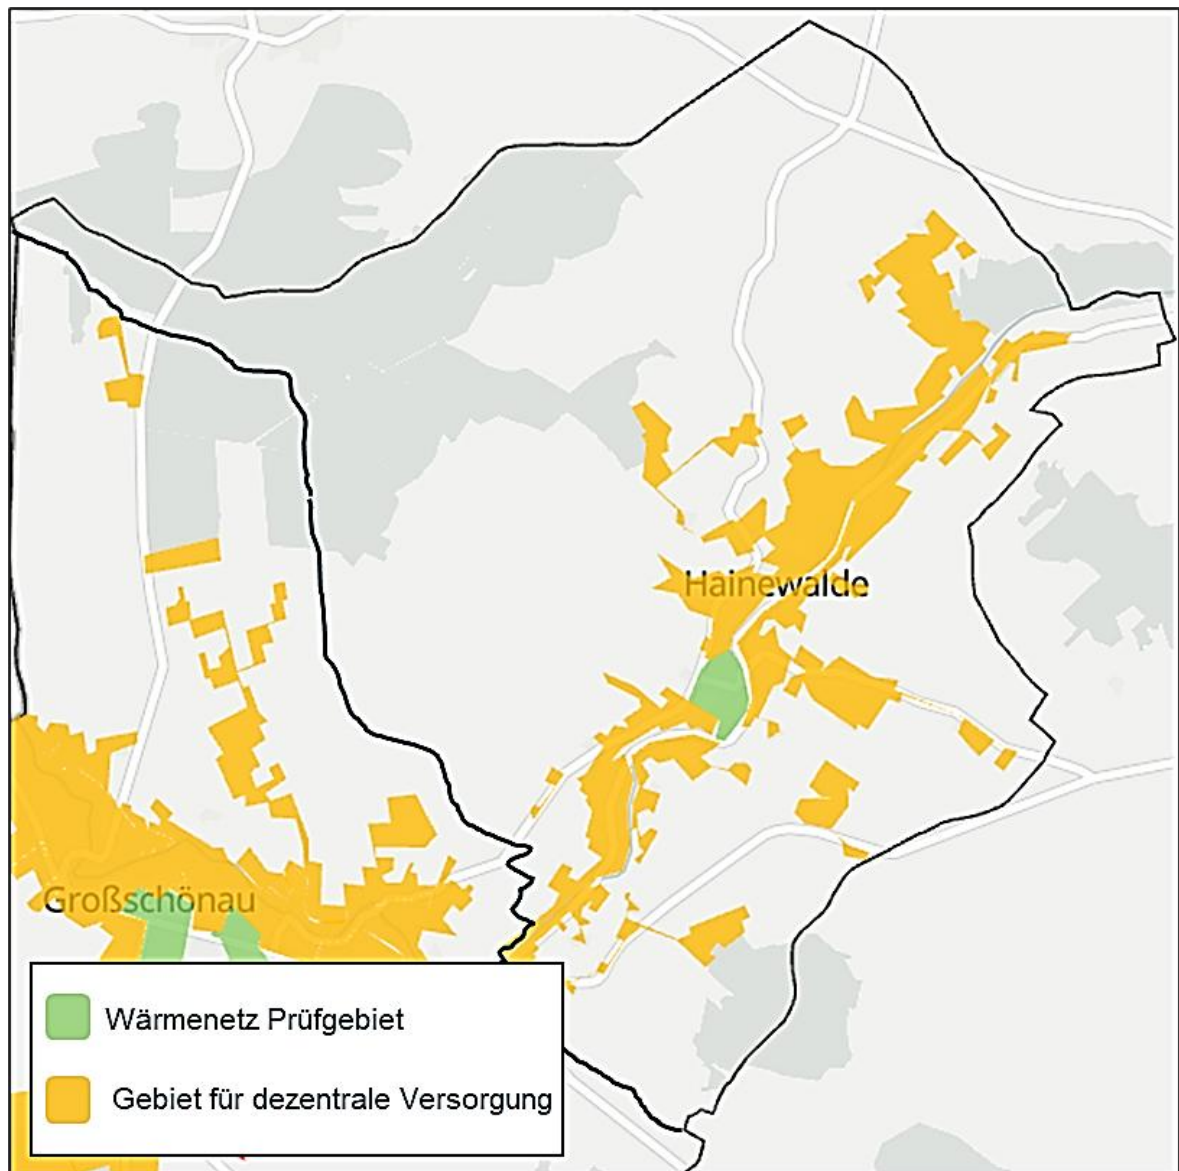 Hainewalde
Großschönau
Wärmenetz Prüfgebiet
Gebiet für dezentrale Versorgung